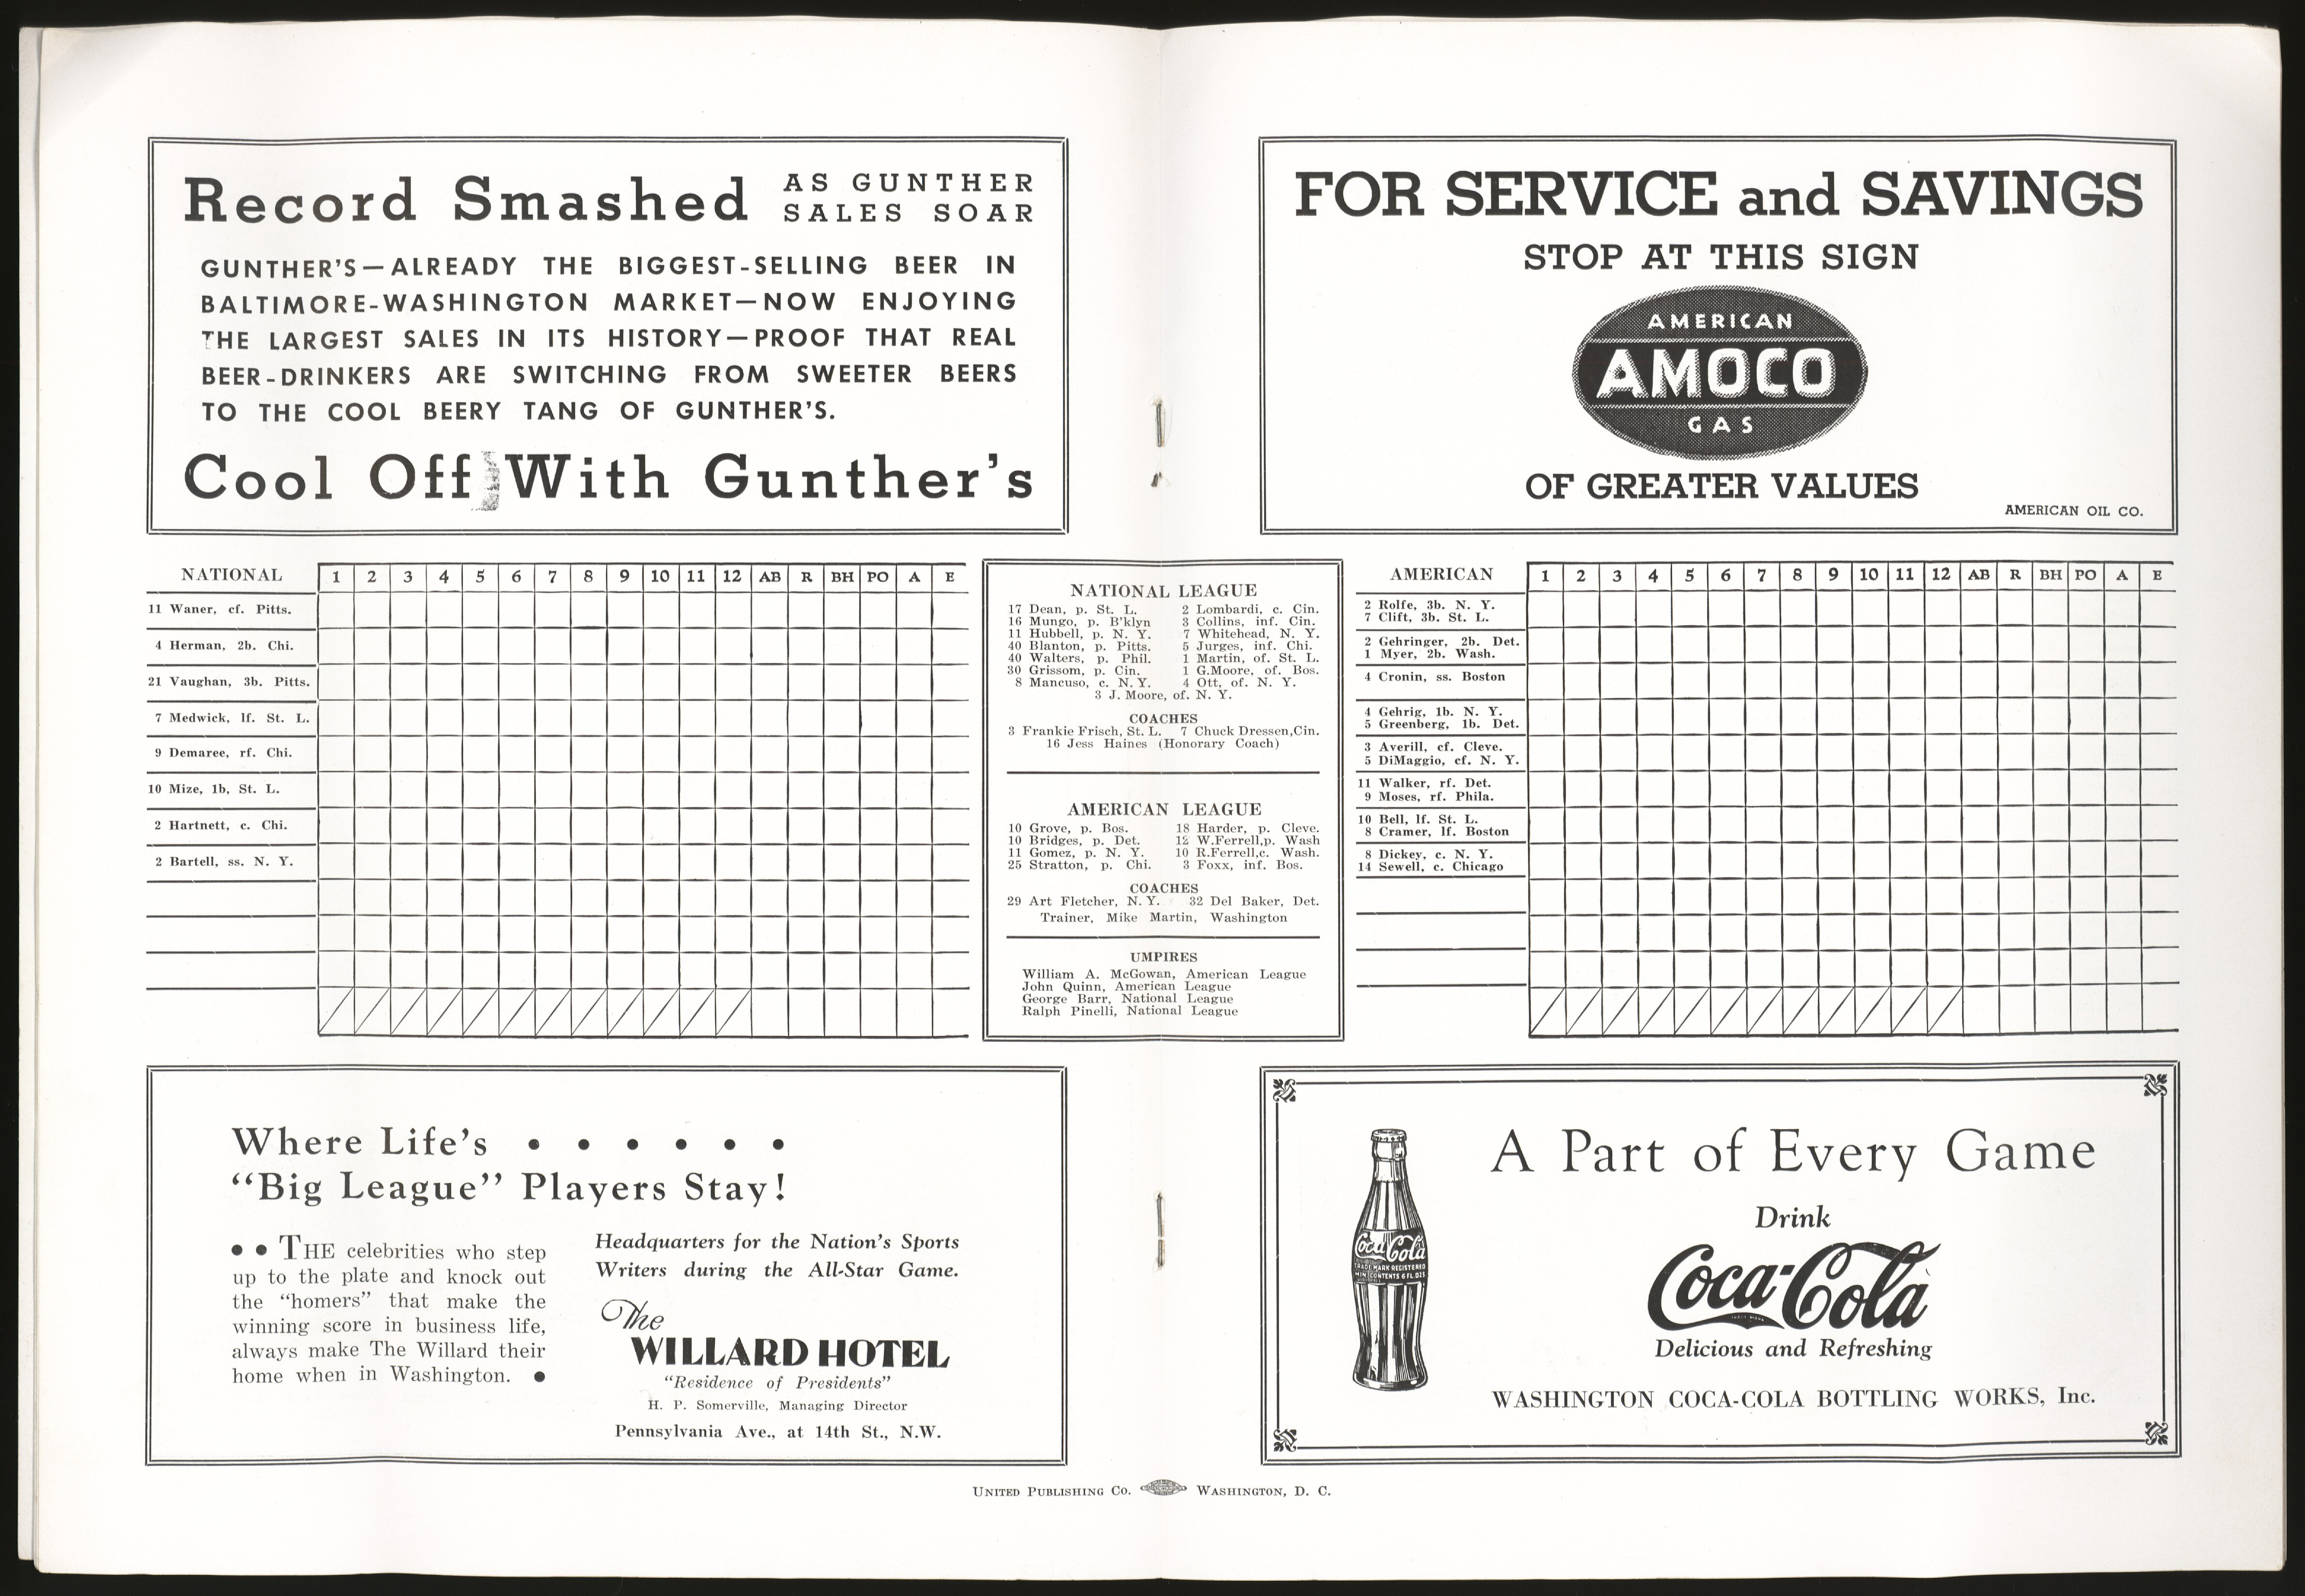 Record Smashed AS GUNTHER
SALES SOAR
GUNTHER'S—ALREADY THE BIGGEST-SELLING BEER IN
BALTIMORE-WASHINGTON MARKET—NOW ENJOYING
THE LARGEST SALES IN ITS HISTORY—PROOF THAT REAL
BEER-DRINKERS ARE SWITCHING FROM SWEETER BEERS
TO THE COOL BEERY TANG OF GUNTHER'S.
Cool Off With Gunther's
FOR SERVICE and SAVINGS
STOP AT THIS SIGN
AMERICAN
AMOCO
GAS
OF GREATER VALUES
AMERICAN OIL CO.
NATIONAL 1 2 3 4 5 6 7 8 9 10 11 12 AB R BH PO A E
11 Waner, cf. Pitts.
4 Herman, 2b. Chi.
21 Vaughan, 3b. Pitts.
7 Medwick, lf. St. L.
9 Demaree, rf. Chi.
10 Mize, 1b, St. L.
2 Hartnett, c. Chi.
2 Bartell, ss. N. Y.
NATIONAL LEAGUE
17 Dean, p. St. L. 2 Lombardi, c. Cin.
16 Mungo, p. B'klyn 3 Collins, inf. Cin.
11 Hubbell, p. N. Y. 7 Whitehead, N. Y.
40 Blanton, p. Pitts. 5 Jurges, inf. Chi.
40 Walters, p. Phil. 1 Martin, of. St. L.
30 Grissom, p. Cin. 1 G.Moore, of. Bos.
8 Mancuso, c. N. Y. 4 Ott, of. N. Y.
3 J. Moore, of. N. Y.
COACHES
3 Frankie Frisch, St. L. 7 Chuck Dressen,Cin.
16 Jess Haines (Honorary Coach)
AMERICAN LEAGUE
10 Grove, p. Bos. 18 Harder, p. Cleve.
10 Bridges, p. Det. 12 W.Ferrell,p. Wash
11 Gomez, p. N. Y. 10 R.Ferrell,c. Wash.
25 Stratton, p. Chi. 3 Foxx, inf. Bos.
COACHES
29 Art Fletcher, N. Y. 32 Del Baker, Det.
Trainer, Mike Martin, Washington
UMPIRES
William A. McGowan, American League
John Quinn, American League
George Barr, National League
Ralph Pinelli, National League
AMERICAN 1 2 3 4 5 6 7 8 9 10 11 12 AB R BH PO A E
2 Rolfe, 3b. N. Y.
7 Clift, 3b. St. L.
2 Gehringer, 2b. Det.
1 Myer, 2b. Wash.
4 Cronin, ss. Boston
4 Gehrig, 1b. N. Y.
5 Greenberg, 1b. Det.
3 Averill, cf. Cleve.
5 DiMaggio, cf. N. Y.
11 Walker, rf. Det.
9 Moses, rf. Phila.
10 Bell, lf. St. L.
8 Cramer, lf. Boston
8 Dickey, c. N. Y.
14 Sewell, c. Chicago
Where Life's • • • • • •
"Big League" Players Stay!
• • THE celebrities who step
up to the plate and knock out
the "homers" that make the
winning score in business life,
always make The Willard their
home when in Washington. •
Headquarters for the Nation's Sports
Writers during the All-Star Game.
The
WILLARD HOTEL
"Residence of Presidents"
H. P. Somerville, Managing Director
Pennsylvania Ave., at 14th St., N.W.
Coca-Cola
TRADE MARK REGISTERED
MIN. CONTENTS 6 FL. OZS
A Part of Every Game
Drink
Coca-Cola
Delicious and Refreshing
WASHINGTON COCA-COLA BOTTLING WORKS, Inc.
UNITED PUBLISHING CO. WASHINGTON, D. C.